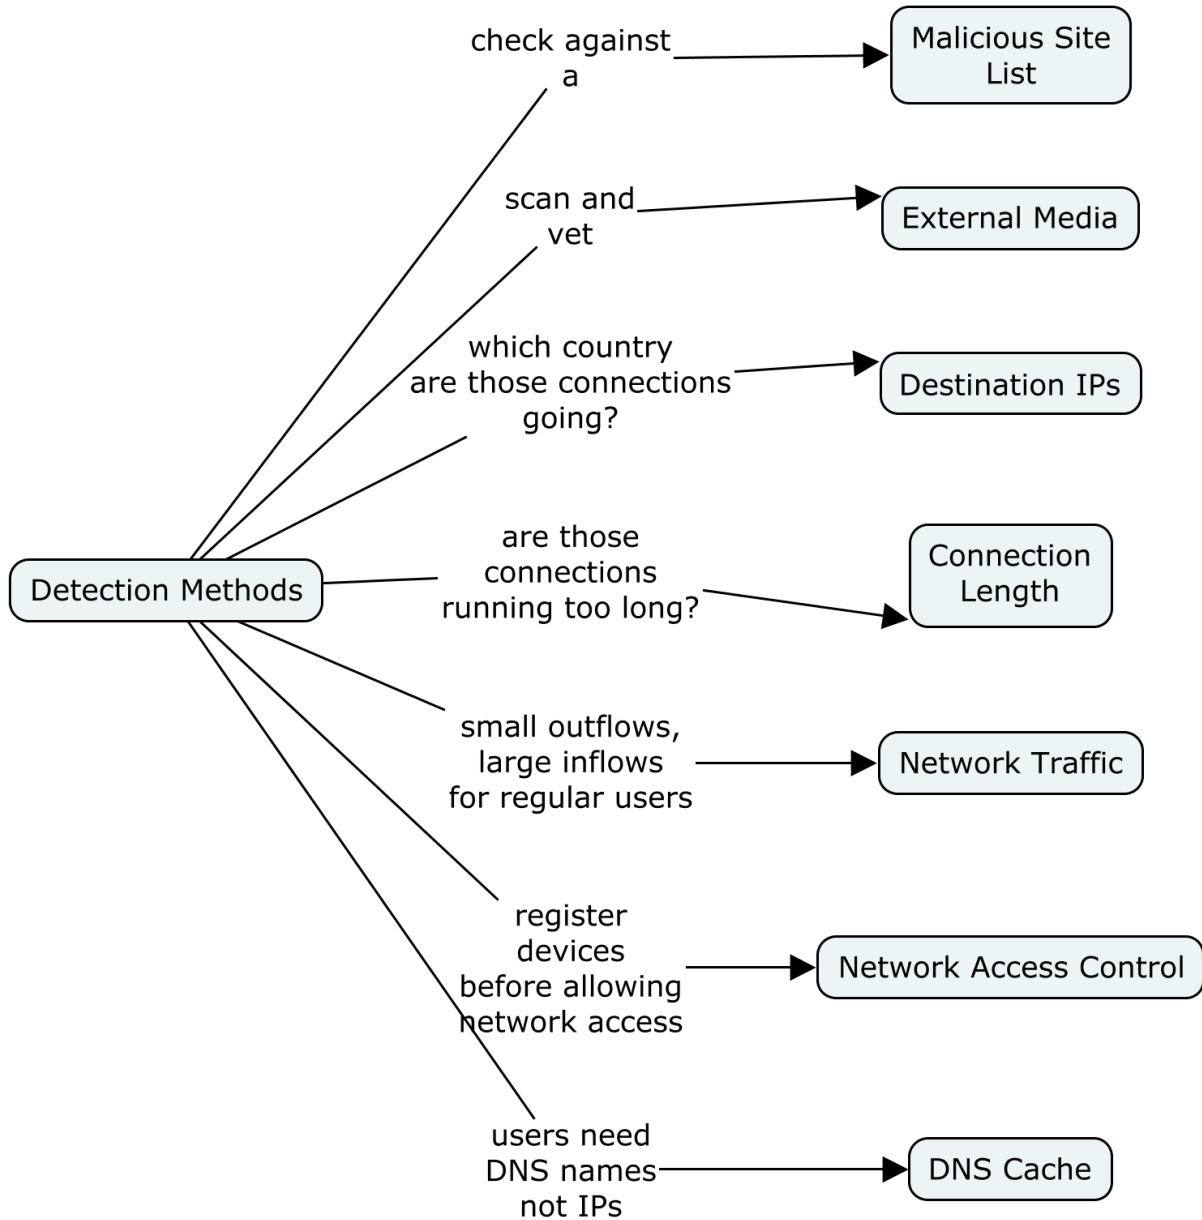 check against
a
Malicious Site
List
scan and
vet
External Media
which country
are those connections
going?
Destination IPs
Detection Methods
are those
connections
running too long?
Connection
Length
small outflows,
large inflows
for regular users
Network Traffic
register
devices
before allowing
network access
Network Access Control
users need
DNS names
not IPs
DNS Cache